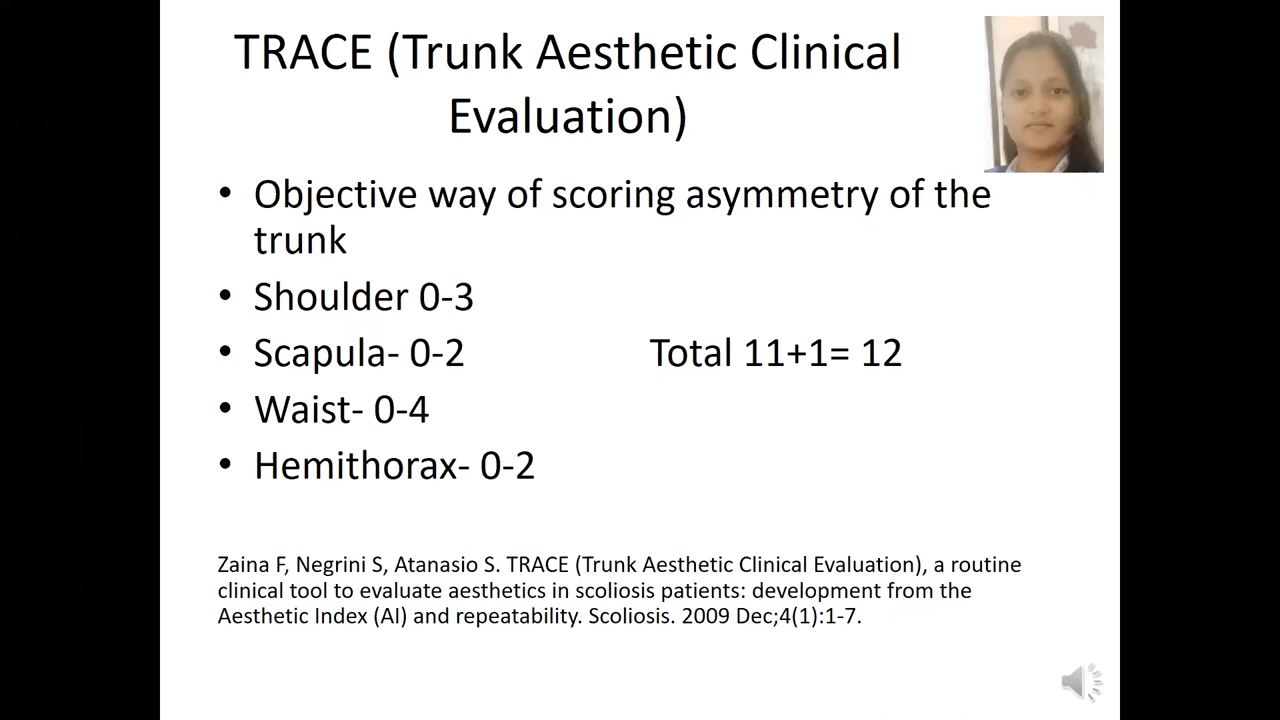 TRACE (Trunk Aesthetic Clinical
Evaluation)
• Objective way of scoring asymmetry of the
trunk
• Shoulder 0-3
• Scapula- 0-2 Total 11+1= 12
• Waist- 0-4
• Hemithorax- 0-2
Zaina F, Negrini S, Atanasio S. TRACE (Trunk Aesthetic Clinical Evaluation), a routine
clinical tool to evaluate aesthetics in scoliosis patients: development from the
Aesthetic Index (AI) and repeatability. Scoliosis. 2009 Dec;4(1):1-7.